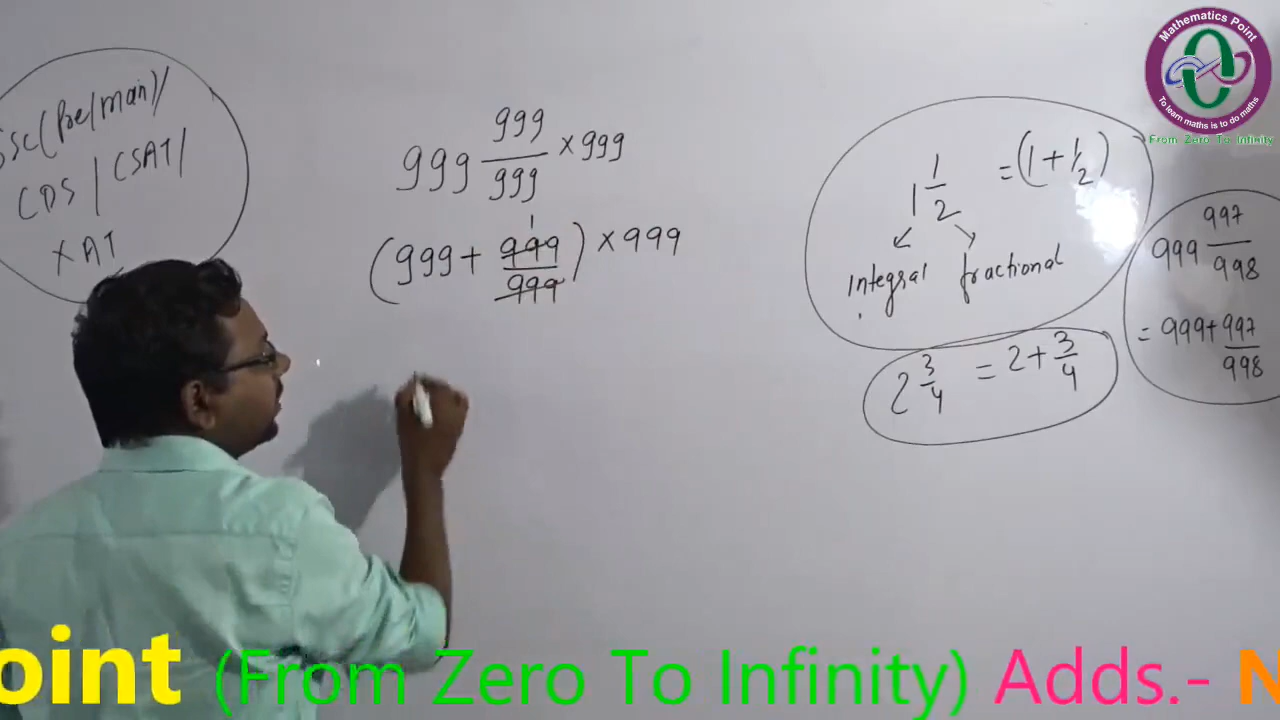 SSC (Pre/Main)/
CDS / CSAT/
XAT
999 999/999 × 999
(999 + 999/999) × 999
1
1 1/2 = (1 + 1/2)
Integral fractional
2 3/4 = 2 + 3/4
999 997/998
= 999 + 997/998
Mathematics Point
To learn maths is to do maths
From Zero To Infinity
oint (From Zero To Infinity) Adds.- N